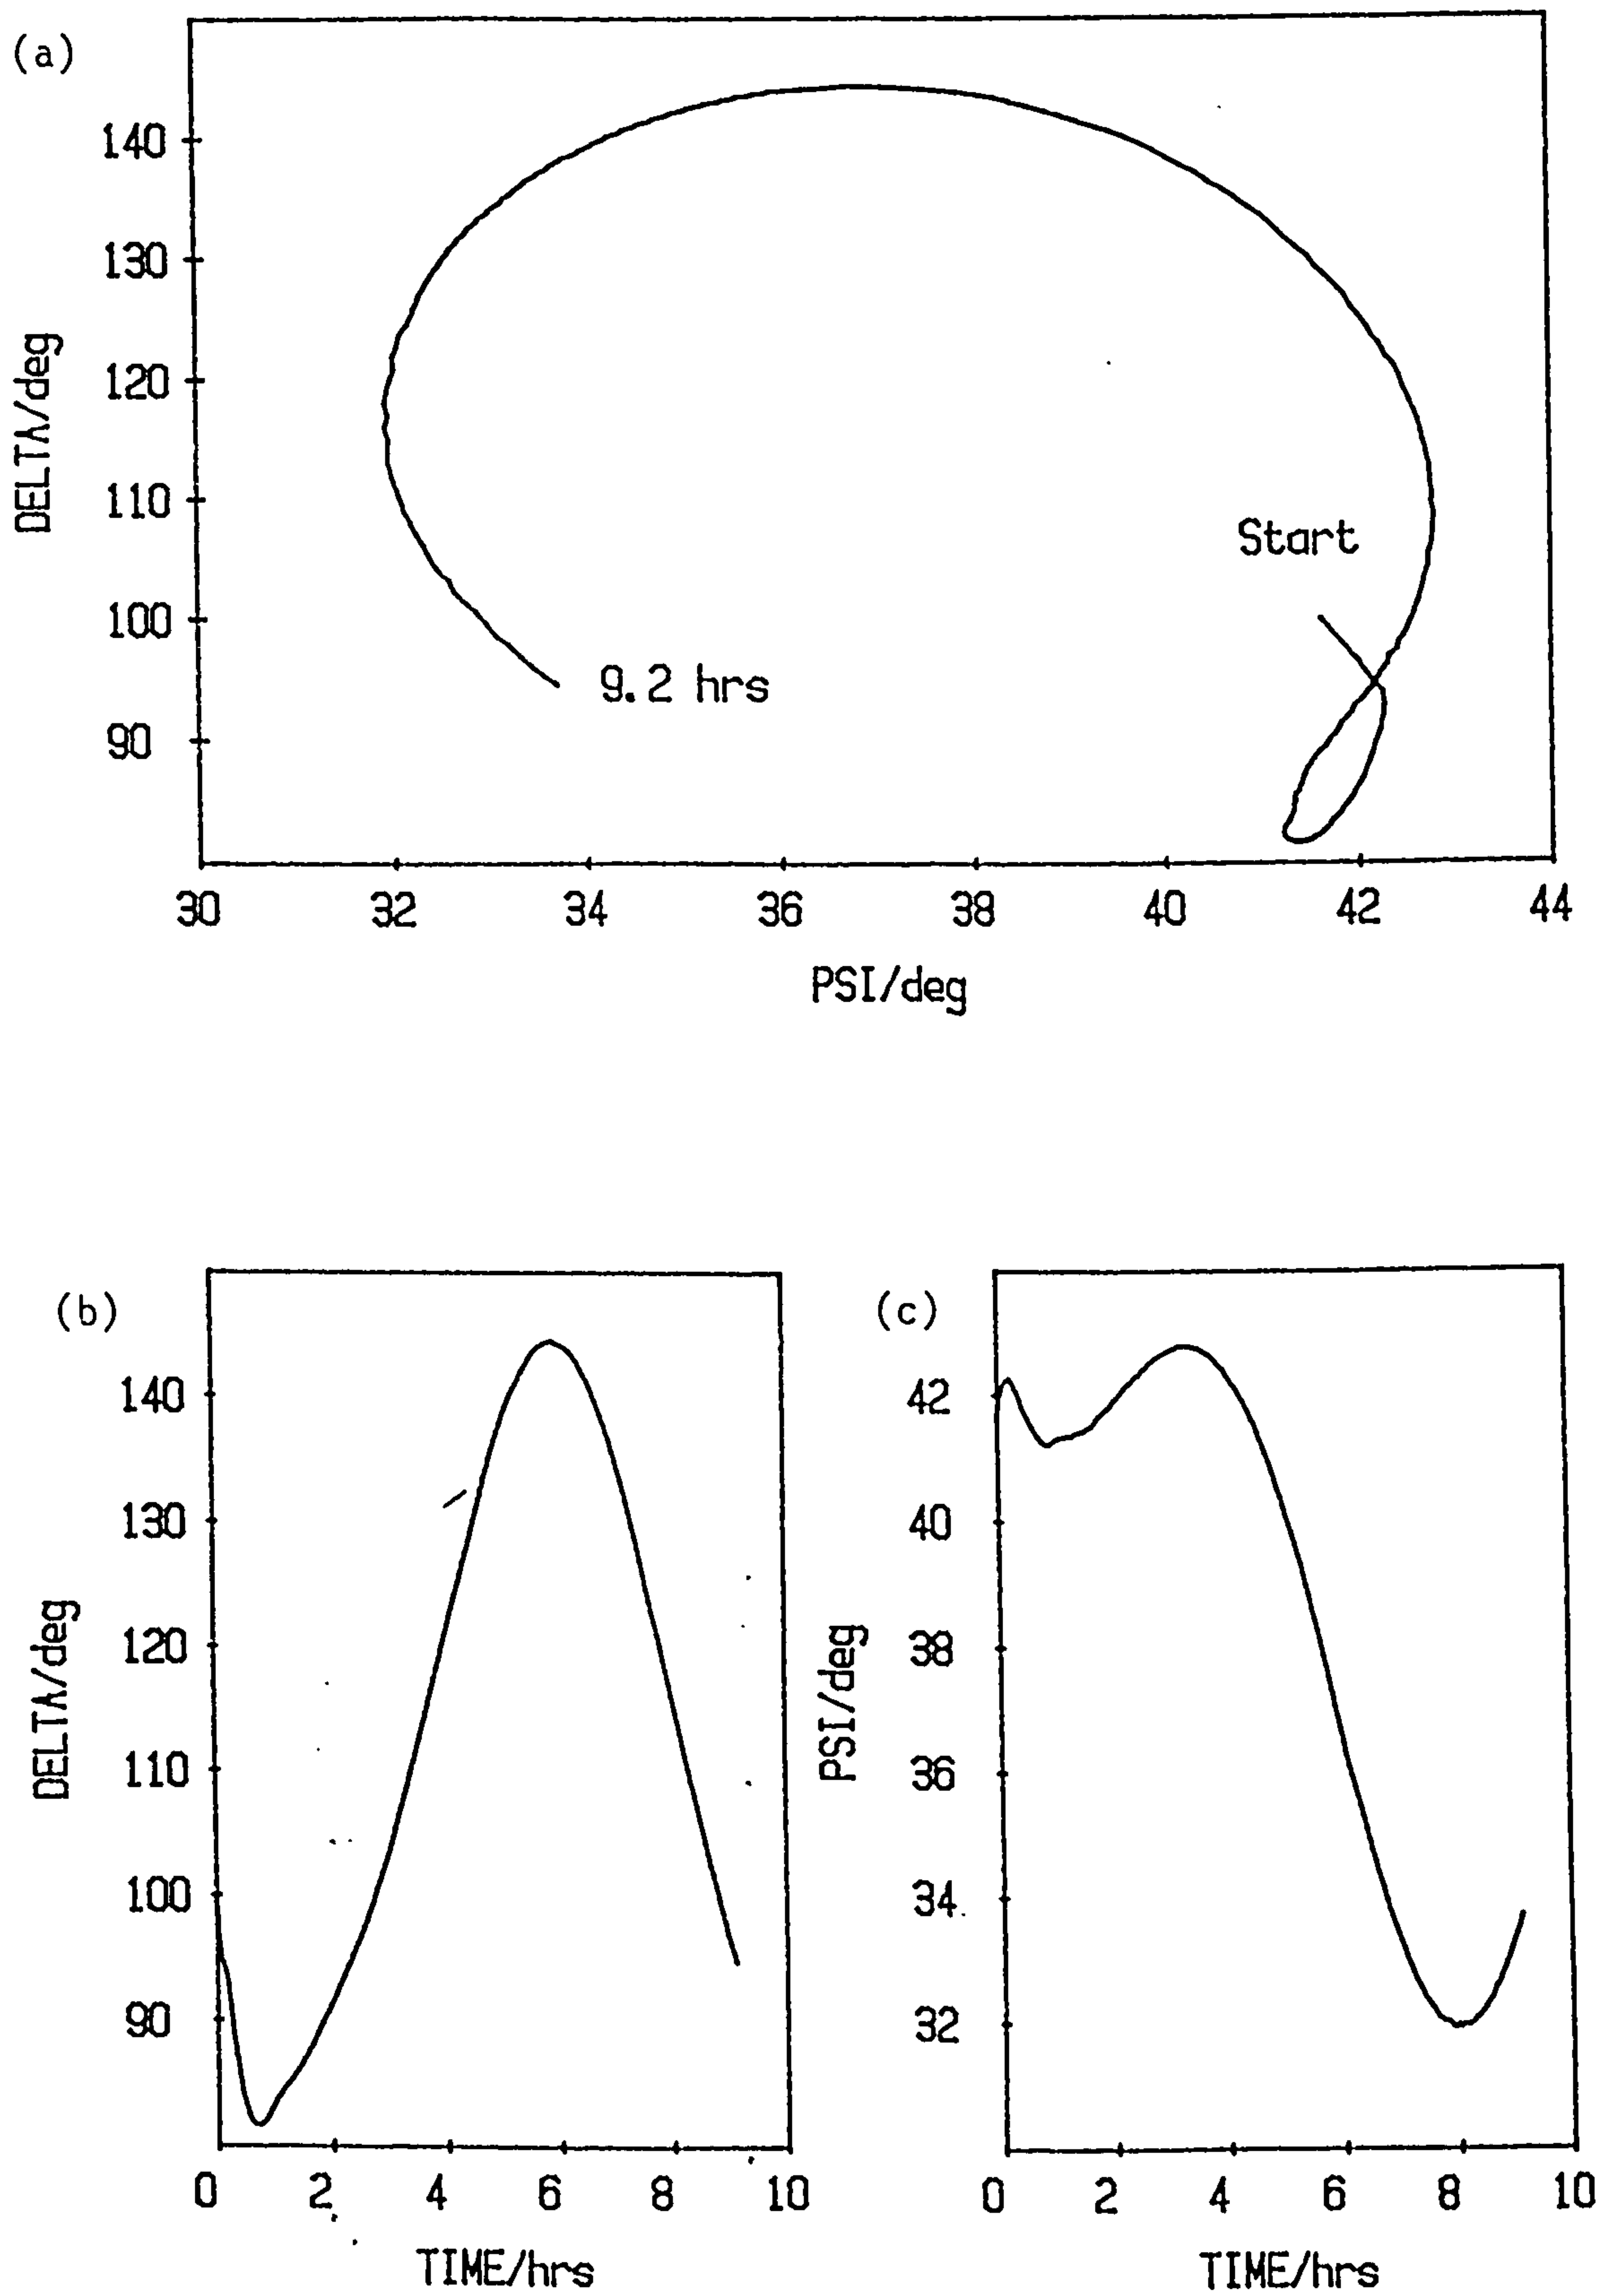 (a)
140
130
120
110
100
90
DELTA/deg
Start
9.2 hrs
30 32 34 36 38 40 42 44
PSI/deg
(b)
140
130
120
110
100
90
DELTA/deg
0 2 4 6 8 10
TIME/hrs
(c)
42
40
38
36
34
32
PSI/deg
0 2 4 6 8 10
TIME/hrs